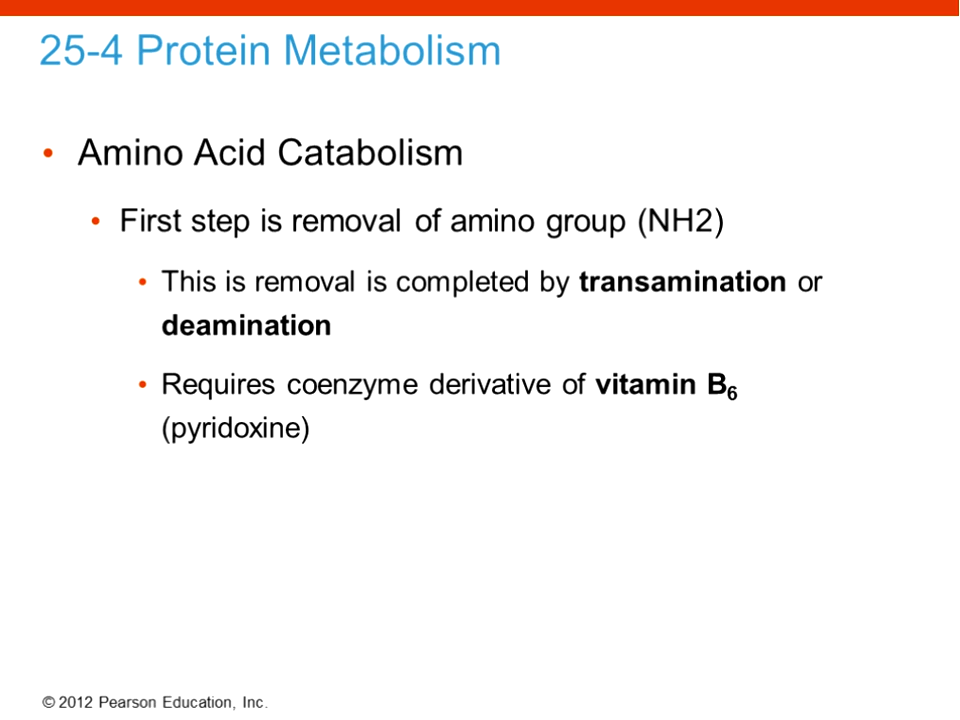 25-4 Protein Metabolism
• Amino Acid Catabolism
• First step is removal of amino group (NH2)
• This is removal is completed by transamination or
deamination
• Requires coenzyme derivative of vitamin B₆
(pyridoxine)
© 2012 Pearson Education, Inc.